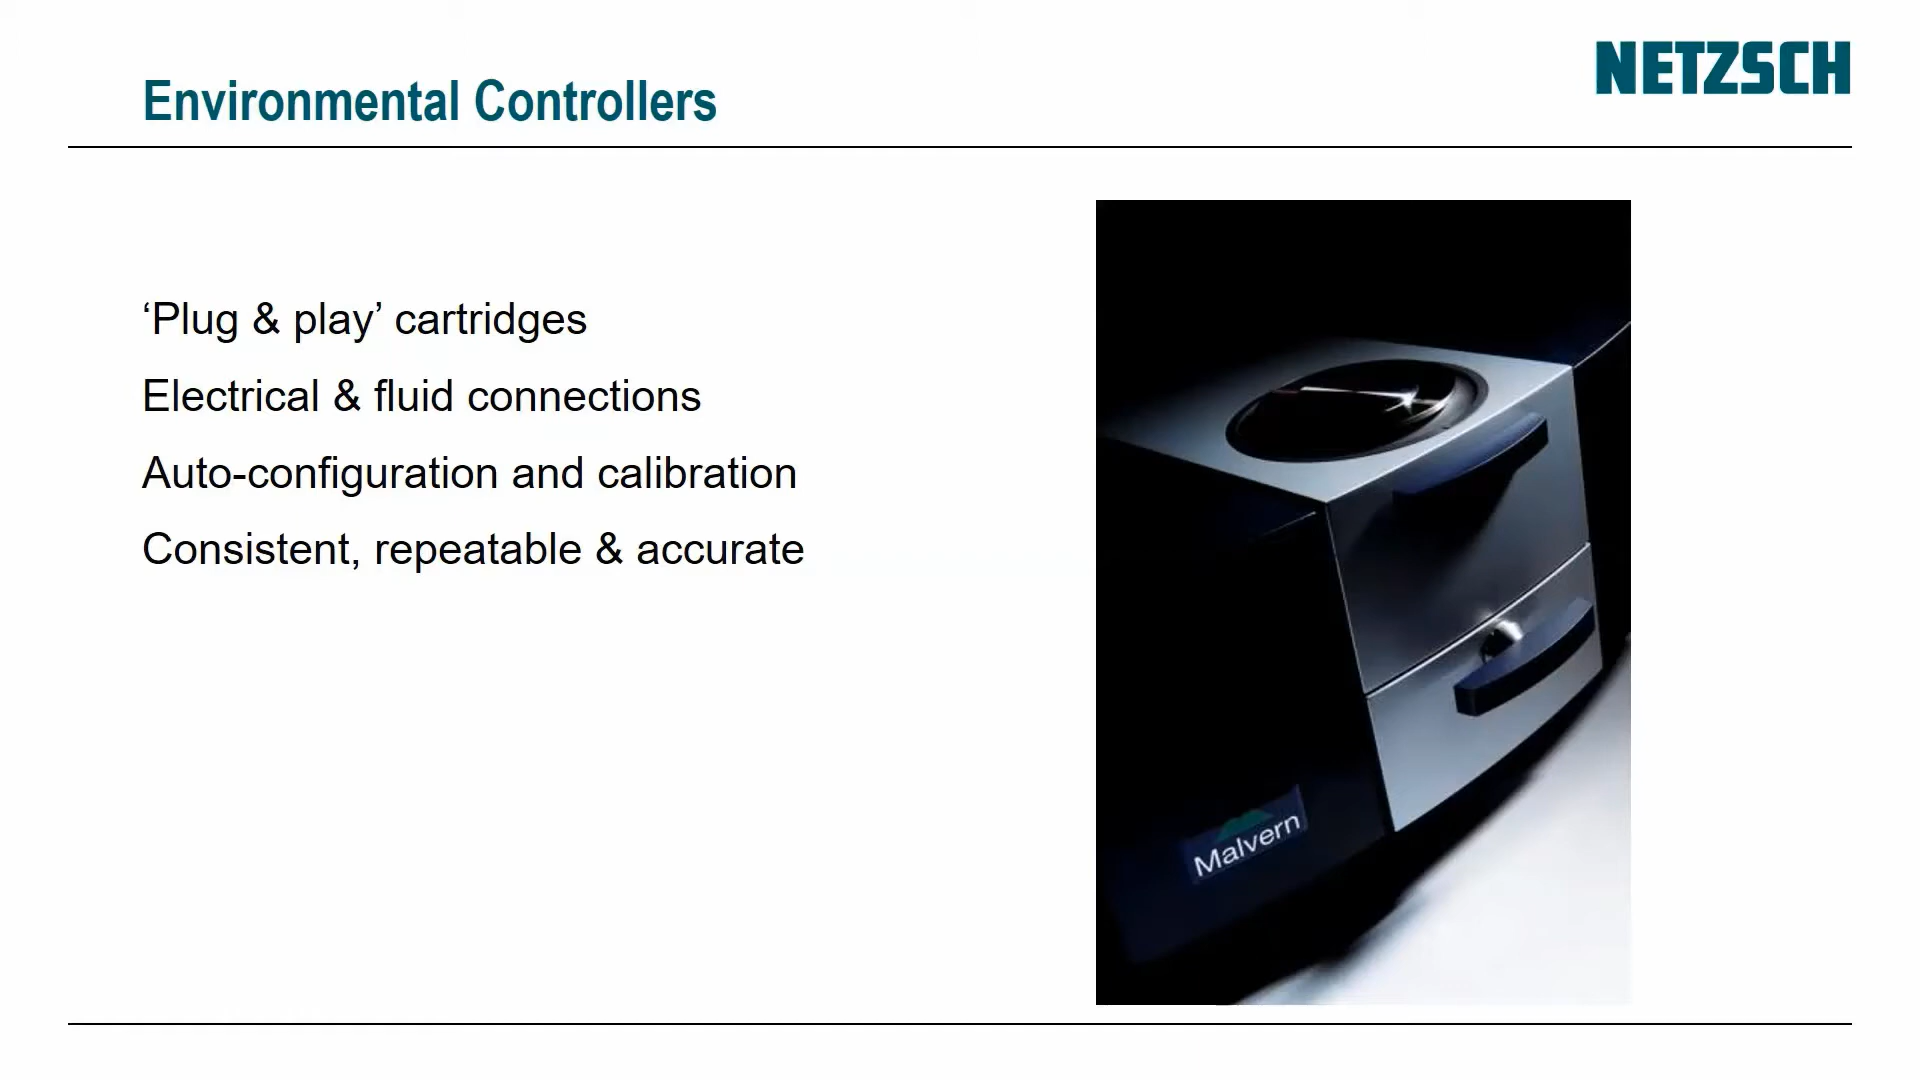 NETZSCH
Environmental Controllers
‘Plug & play’ cartridges
Electrical & fluid connections
Auto-configuration and calibration
Consistent, repeatable & accurate
Malvern